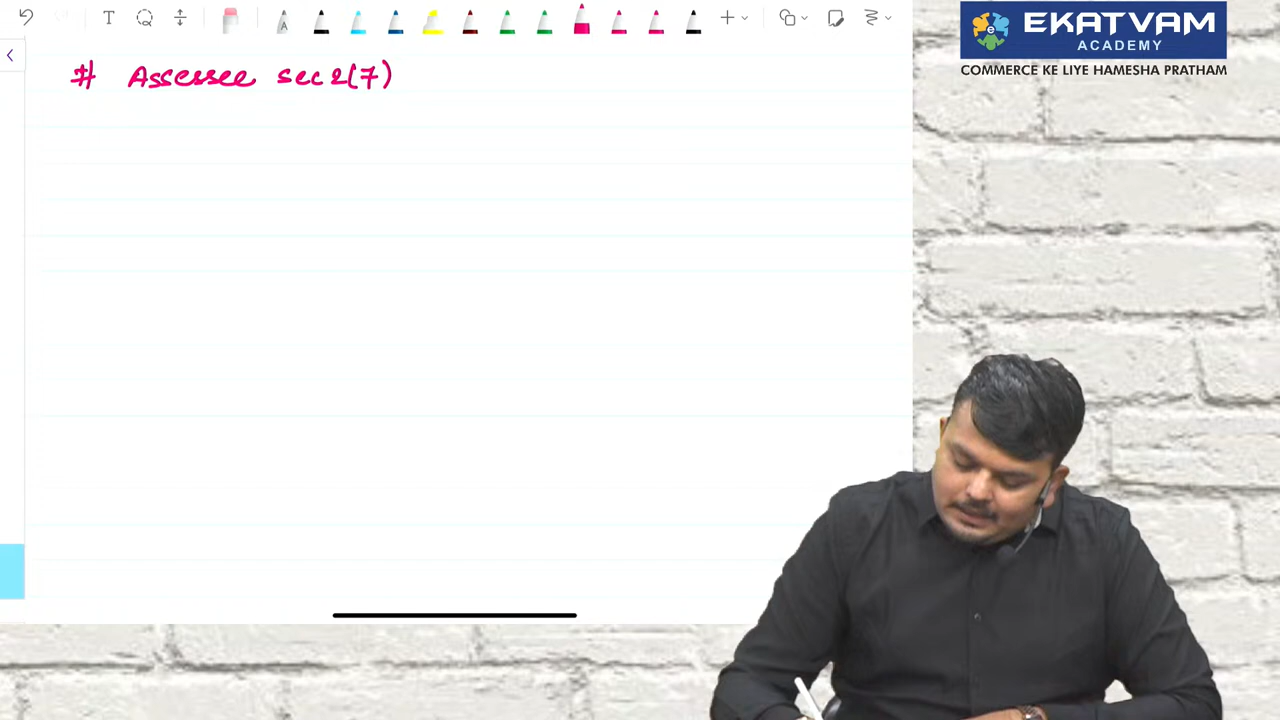 EKATVAM
ACADEMY
COMMERCE KE LIYE HAMESHA PRATHAM
# Assessee sec 2(7)